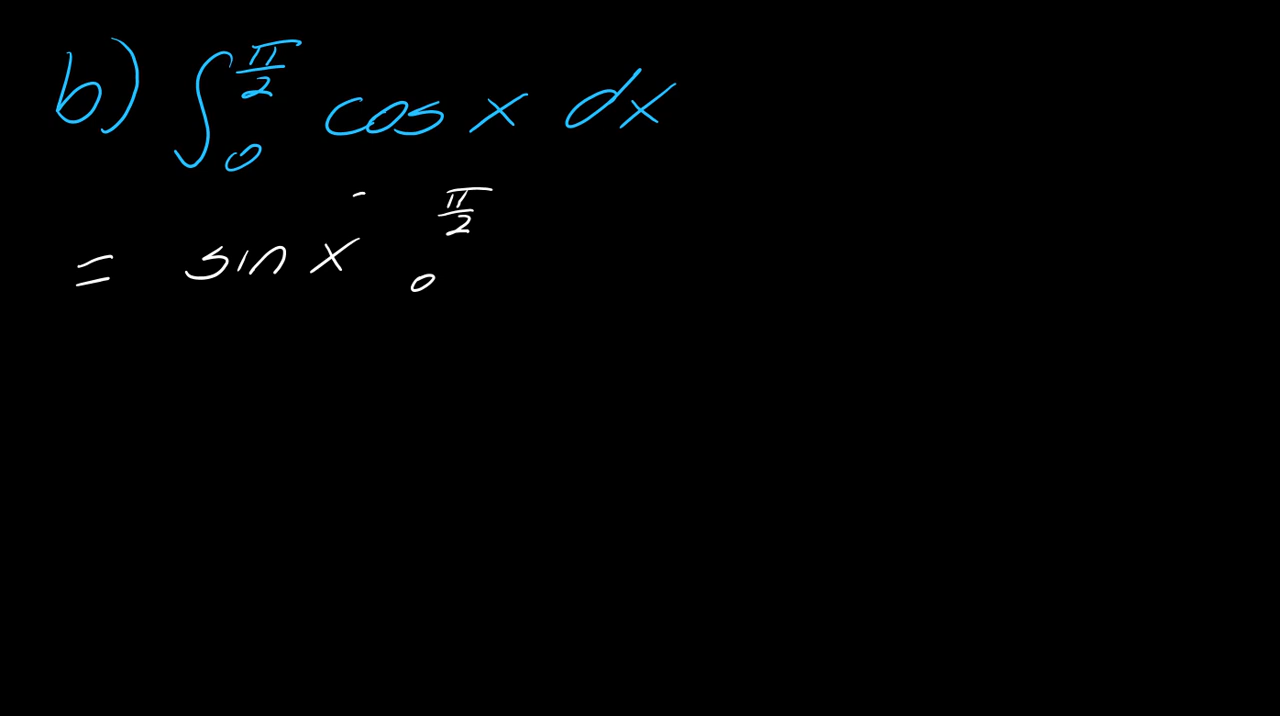 b) ∫₀^(π/2) cos x dx
= sin x ₀^(π/2)